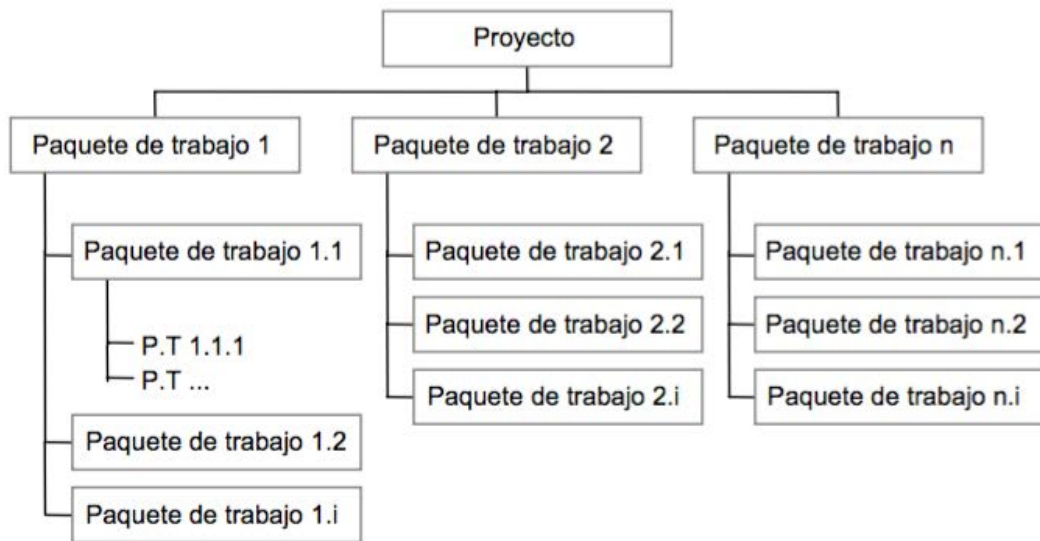 Proyecto
Paquete de trabajo 1
Paquete de trabajo 2
Paquete de trabajo n
Paquete de trabajo 1.1
P.T 1.1.1
P.T ...
Paquete de trabajo 1.2
Paquete de trabajo 1.i
Paquete de trabajo 2.1
Paquete de trabajo 2.2
Paquete de trabajo 2.i
Paquete de trabajo n.1
Paquete de trabajo n.2
Paquete de trabajo n.i